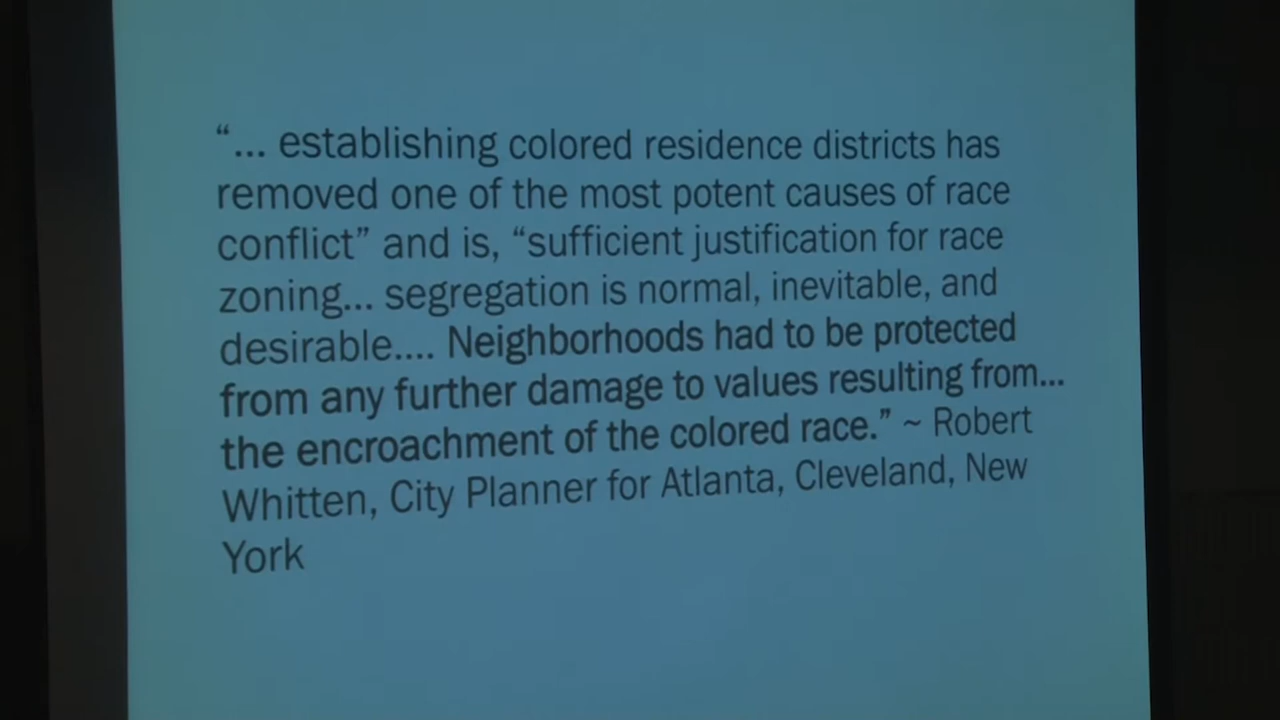 “... establishing colored residence districts has
removed one of the most potent causes of race
conflict” and is, “sufficient justification for race
zoning... segregation is normal, inevitable, and
desirable.... Neighborhoods had to be protected
from any further damage to values resulting from...
the encroachment of the colored race.” ~ Robert
Whitten, City Planner for Atlanta, Cleveland, New
York